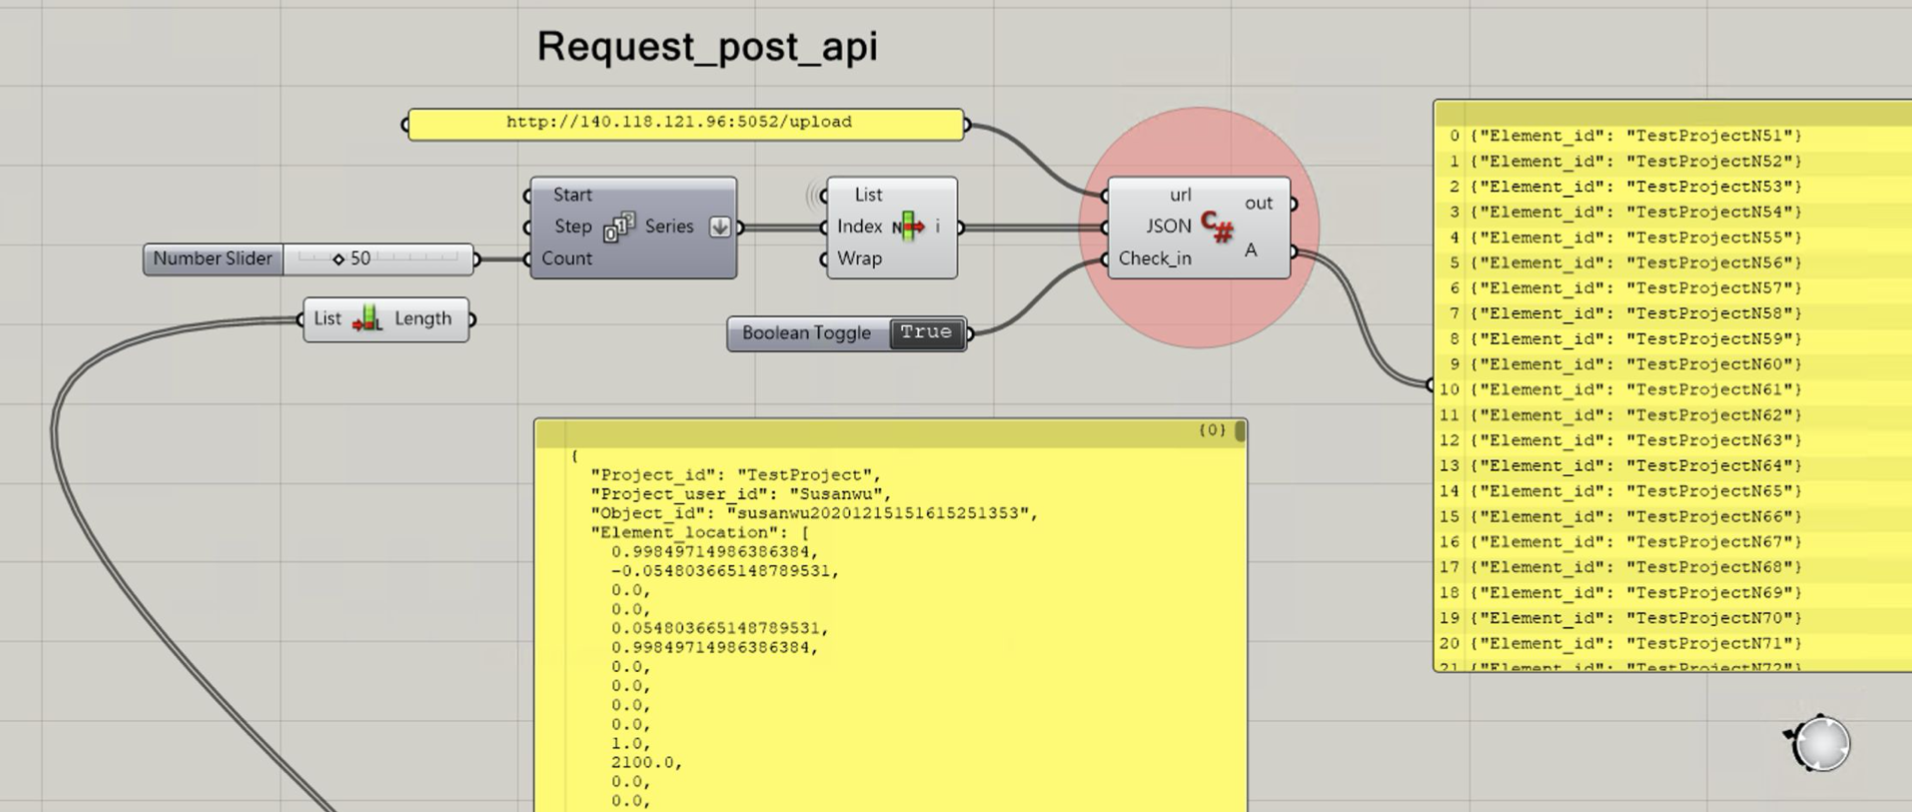 Request_post_api
http://140.118.121.96:5052/upload
Start
Step
Series
Count
List
Index
N
i
Wrap
url
JSON
Check_in
C#
out
A
Number Slider
50
List
L
Length
Boolean Toggle
True
{0}
{
"Project_id": "TestProject",
"Project_user_id": "Susanwu",
"Object_id": "susanwu20201215151615251353",
"Element_location": [
0.99849714986386384,
-0.054803665148789531,
0.0,
0.0,
0.054803665148789531,
0.99849714986386384,
0.0,
0.0,
0.0,
0.0,
1.0,
2100.0,
0.0,
0.0,
0 {"Element_id": "TestProjectN51"}
1 {"Element_id": "TestProjectN52"}
2 {"Element_id": "TestProjectN53"}
3 {"Element_id": "TestProjectN54"}
4 {"Element_id": "TestProjectN55"}
5 {"Element_id": "TestProjectN56"}
6 {"Element_id": "TestProjectN57"}
7 {"Element_id": "TestProjectN58"}
8 {"Element_id": "TestProjectN59"}
9 {"Element_id": "TestProjectN60"}
10 {"Element_id": "TestProjectN61"}
11 {"Element_id": "TestProjectN62"}
12 {"Element_id": "TestProjectN63"}
13 {"Element_id": "TestProjectN64"}
14 {"Element_id": "TestProjectN65"}
15 {"Element_id": "TestProjectN66"}
16 {"Element_id": "TestProjectN67"}
17 {"Element_id": "TestProjectN68"}
18 {"Element_id": "TestProjectN69"}
19 {"Element_id": "TestProjectN70"}
20 {"Element_id": "TestProjectN71"}
21 {"Element_id": "TestProjectN72"}